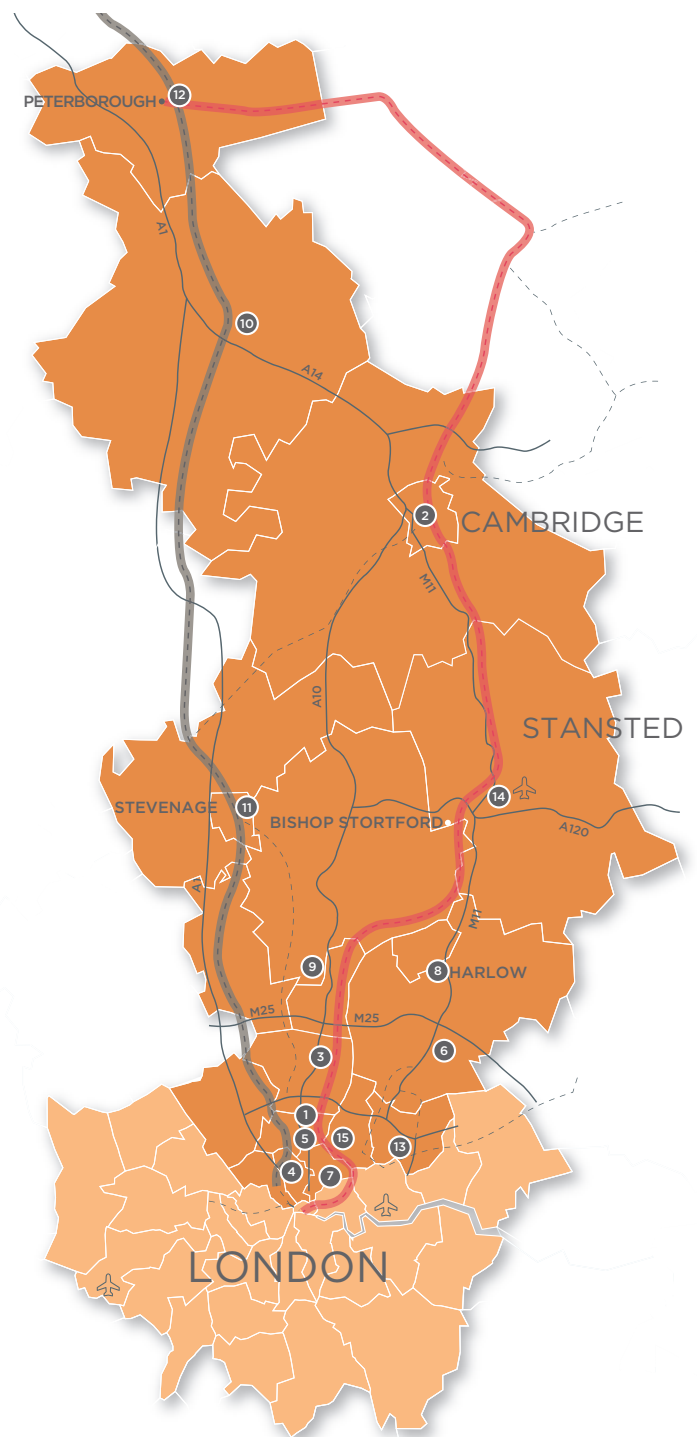 12
PETERBOROUGH
A1
10
A14
2
CAMBRIDGE
M11
A10
STANSTED
14
STEVENAGE
11
BISHOP STORTFORD
A120
A1
M11
9
8
HARLOW
M25
M25
3
6
1
5
15
13
4
7
LONDON